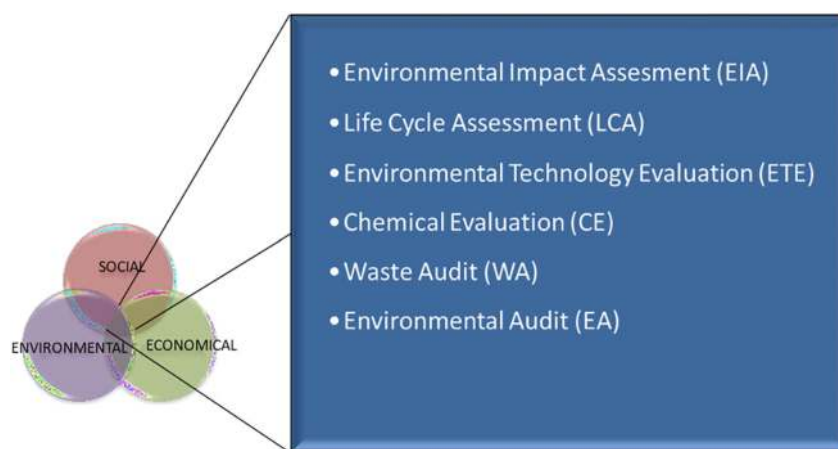 SOCIAL
ENVIRONMENTAL
ECONOMICAL
• Environmental Impact Assesment (EIA)
• Life Cycle Assessment (LCA)
• Environmental Technology Evaluation (ETE)
• Chemical Evaluation (CE)
• Waste Audit (WA)
• Environmental Audit (EA)